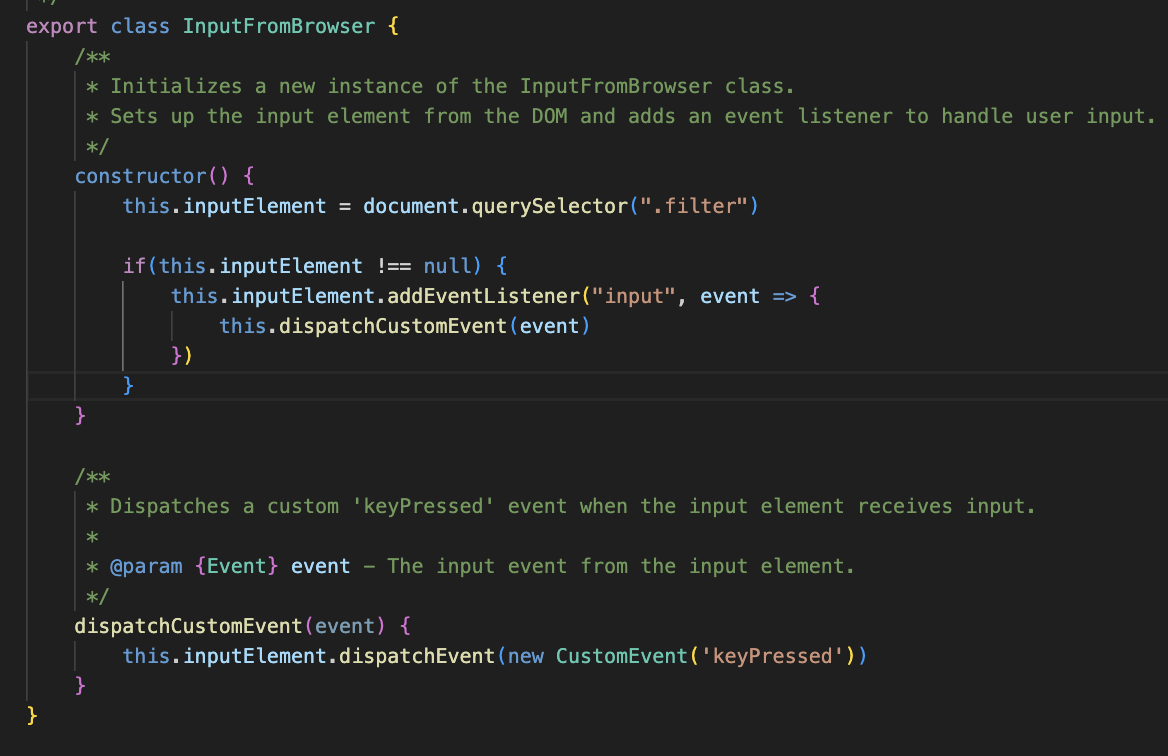 */
export class InputFromBrowser {
    /**
     * Initializes a new instance of the InputFromBrowser class.
     * Sets up the input element from the DOM and adds an event listener to handle user input.
     */
    constructor() {
        this.inputElement = document.querySelector(".filter")

        if(this.inputElement !== null) {
            this.inputElement.addEventListener("input", event => {
                this.dispatchCustomEvent(event)
            })
        }
    }

    /**
     * Dispatches a custom 'keyPressed' event when the input element receives input.
     *
     * @param {Event} event – The input event from the input element.
     */
    dispatchCustomEvent(event) {
        this.inputElement.dispatchEvent(new CustomEvent('keyPressed'))
    }
}